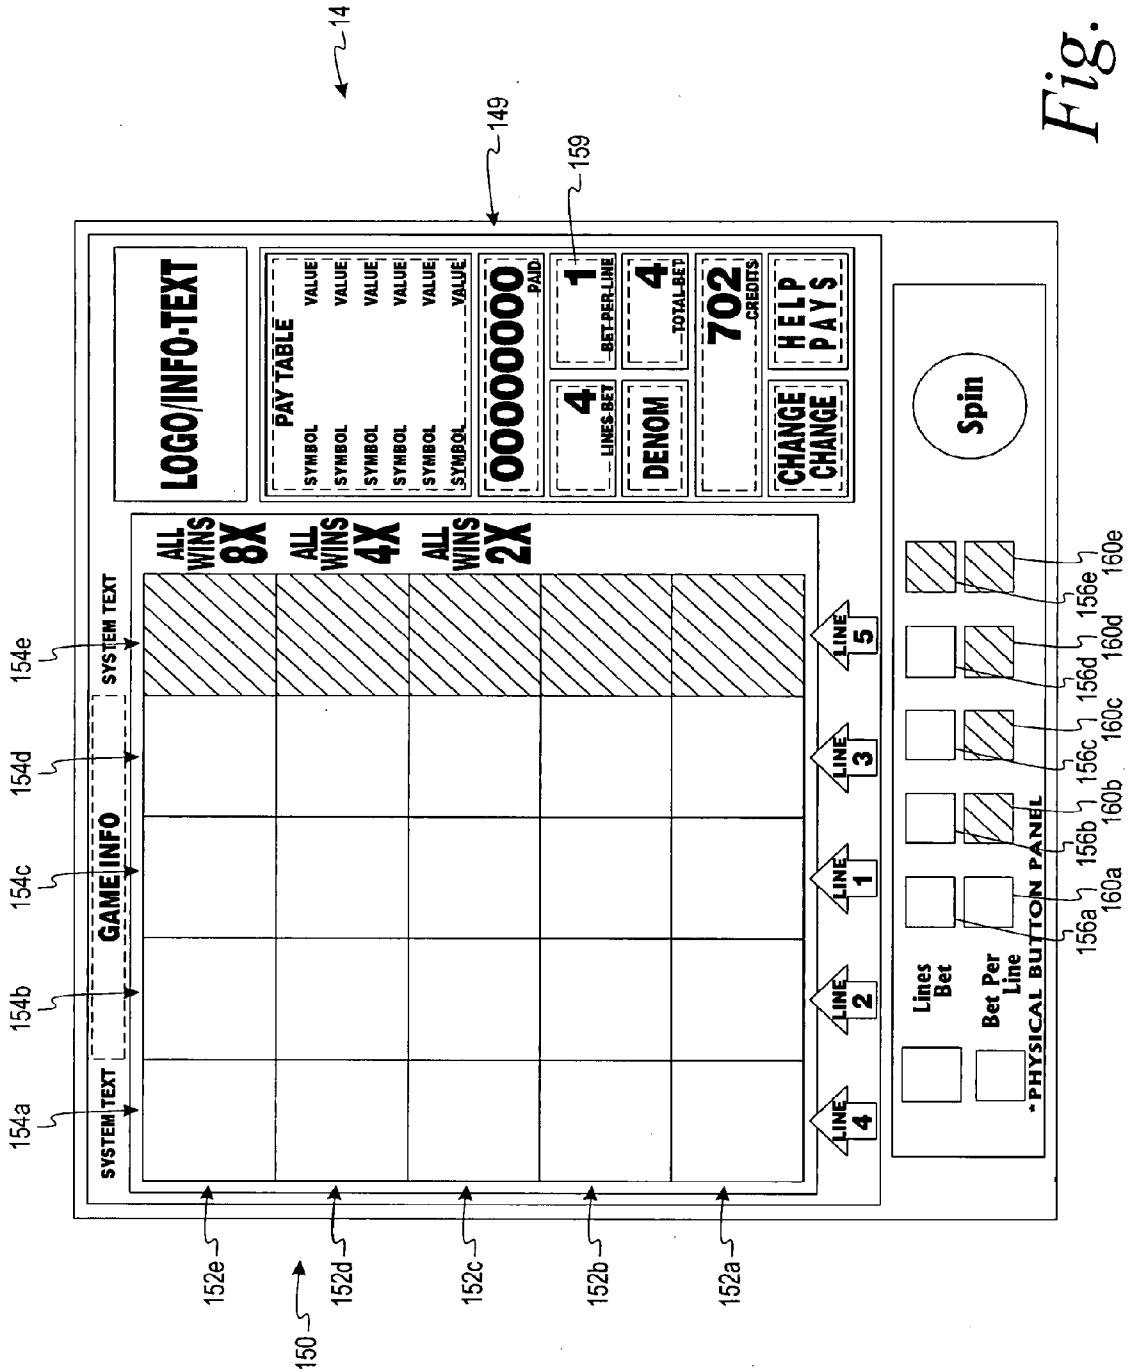 14
149
159
150
154a
154b
154c
154d
154e
SYSTEM TEXT
GAME INFO
SYSTEM TEXT
LOGO/INFO-TEXT
152e
ALL
WINS
8X
152d
ALL
WINS
4X
152c
ALL
WINS
2X
152b
152a
PAY TABLE
SYMBOL VALUE
SYMBOL VALUE
SYMBOL VALUE
SYMBOL VALUE
SYMBOL VALUE
SYMBOL VALUE
00000000
PAID
4
LINES BET
1
BET PER LINE
DENOM
4
TOTAL BET
702
CREDITS
CHANGE
CHANGE
HELP
PAYS
LINE
4
LINE
2
LINE
1
LINE
3
LINE
5
Lines
Bet
Bet Per
Line
Spin
*PHYSICAL BUTTON PANEL
156a
156b
156c
156d
156e
160a
160b
160c
160d
160e
Fig.